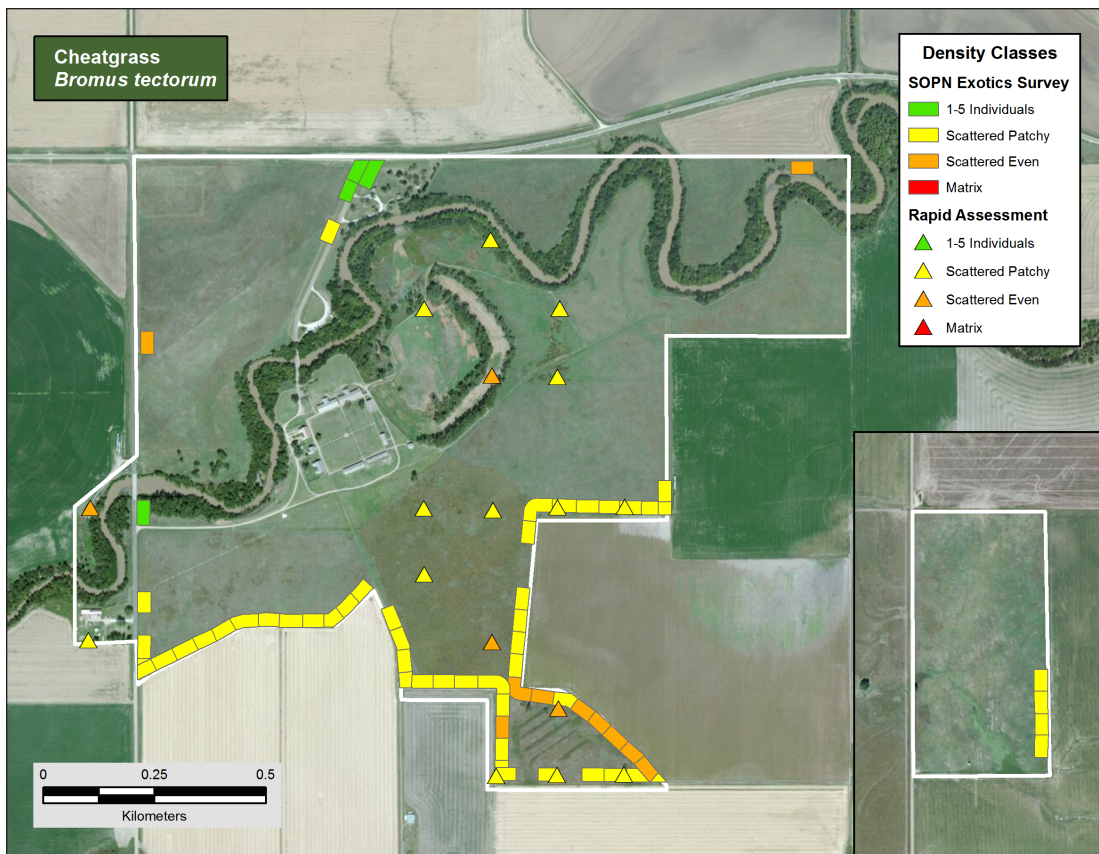 Cheatgrass
Bromus tectorum
Density Classes
SOPN Exotics Survey
1-5 Individuals
Scattered Patchy
Scattered Even
Matrix
Rapid Assessment
1-5 Individuals
Scattered Patchy
Scattered Even
Matrix
0 0.25 0.5
Kilometers